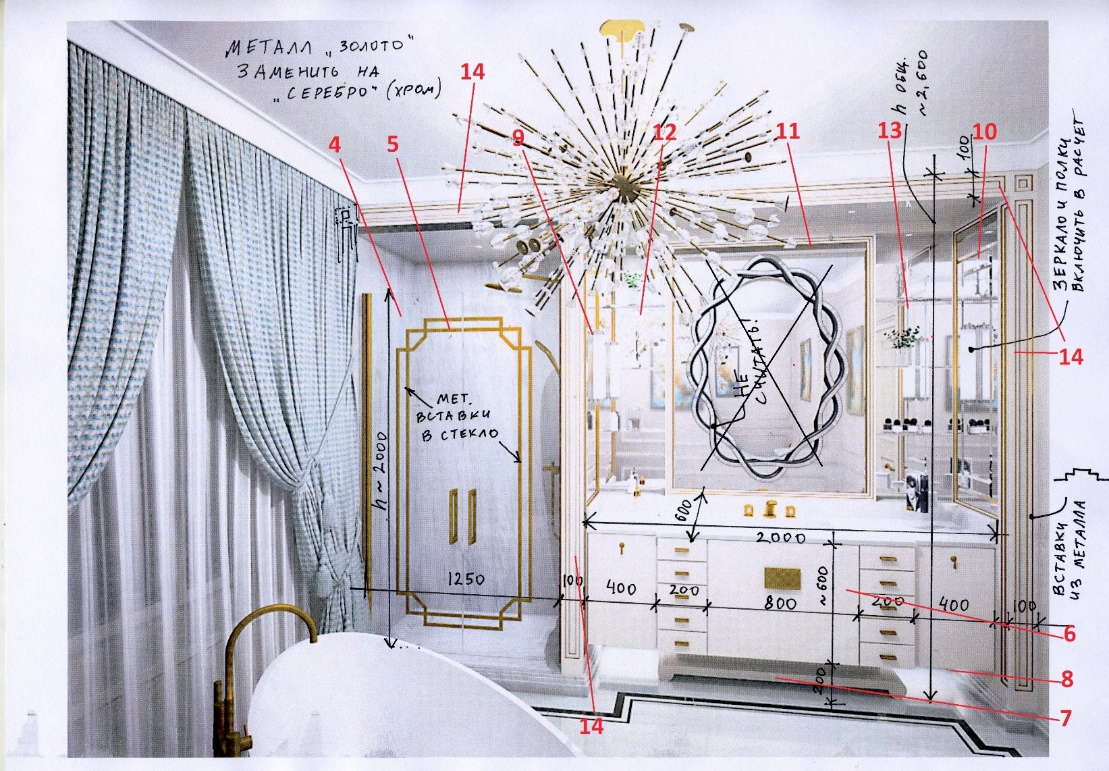 МЕТАЛЛ „ЗОЛОТО"
ЗАМЕНИТЬ НА
„СЕРЕБРО" (ХРОМ)
14
4
5
9
12
11
13
10
h общ.
~2,600
100
ЗЕРКАЛО И ПОЛКИ
ВКЛЮЧИТЬ В РАСЧЕТ
14
НЕ
СЧИТАТЬ!
МЕТ.
ВСТАВКИ
В СТЕКЛО
h ~ 2000
600
2000
ВСТАВКИ
ИЗ МЕТАЛЛА
1250
100
400
200
800
~600
200
400
100
6
8
200
7
14